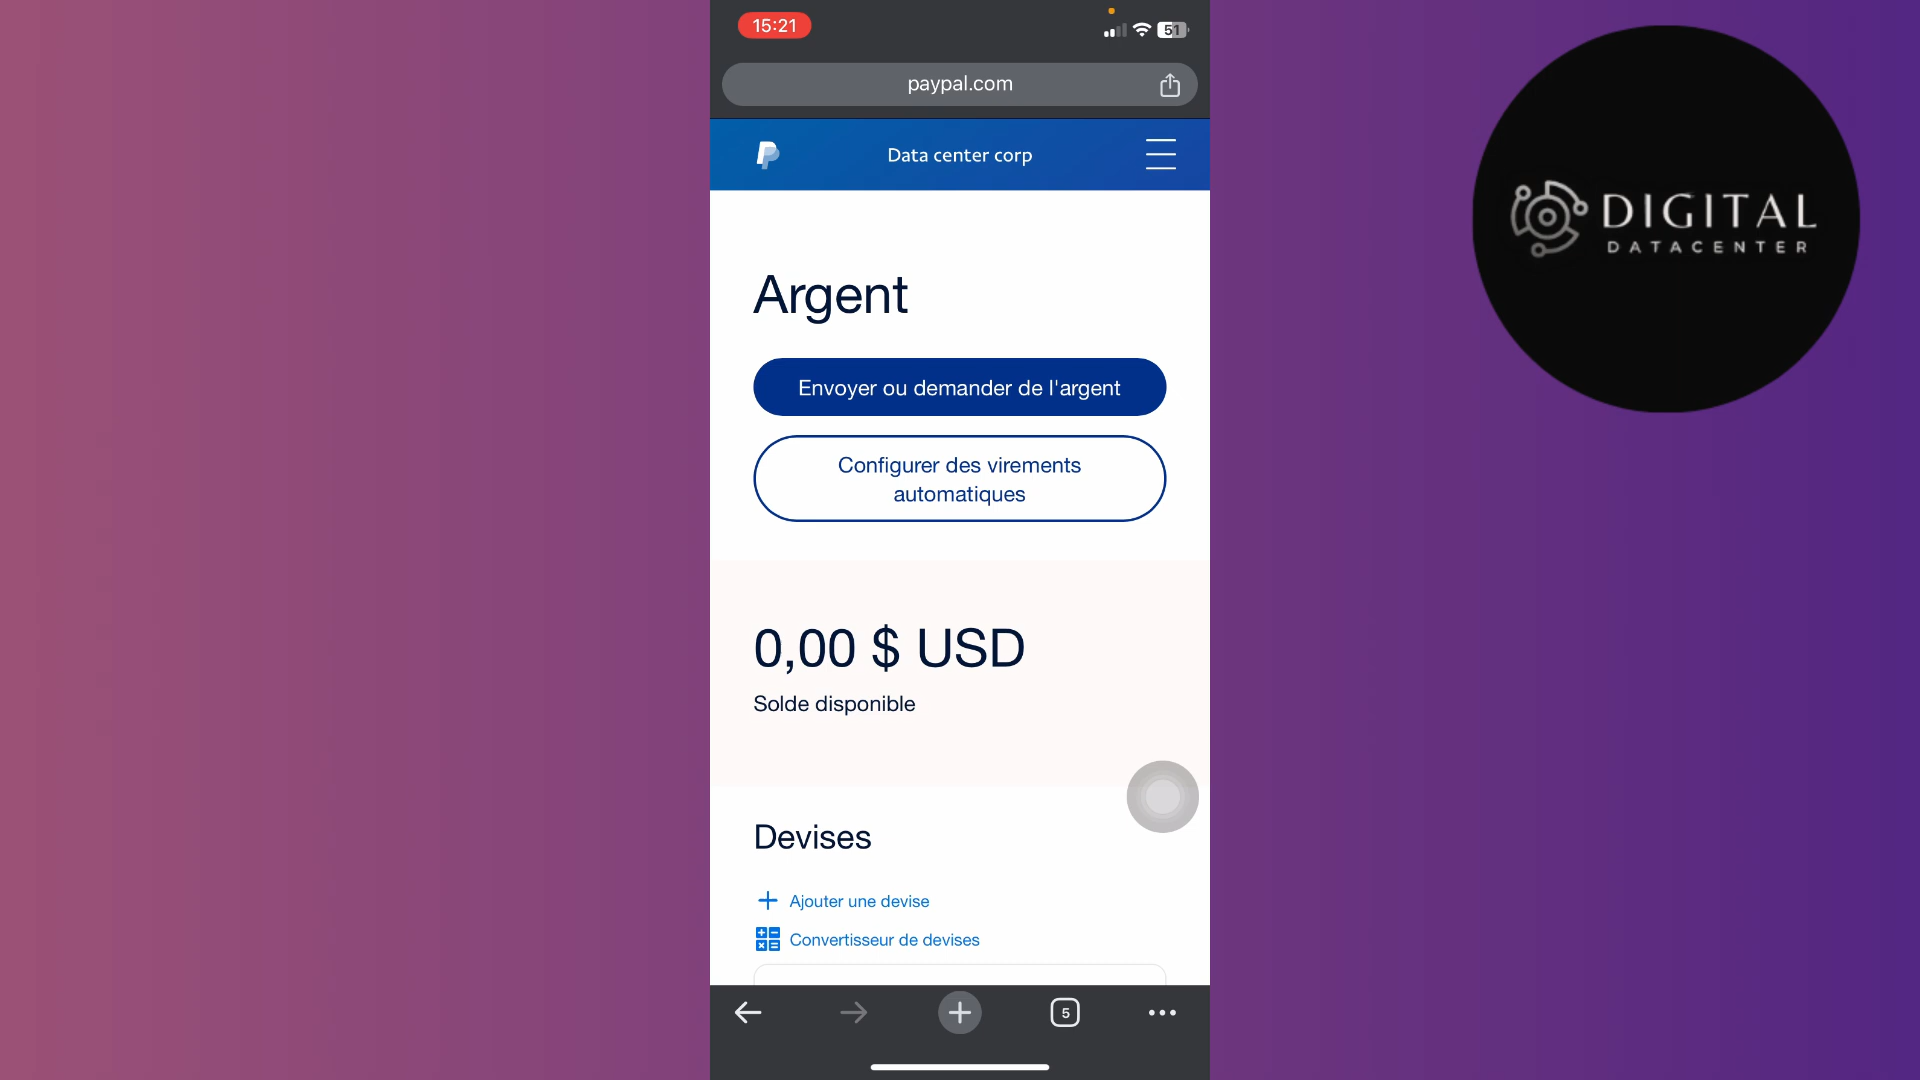 15:21
51
paypal.com
Data center corp
DIGITAL
DATACENTER
Argent
Envoyer ou demander de l'argent
Configurer des virements
automatiques
0,00 $ USD
Solde disponible
Devises
Ajouter une devise
Convertisseur de devises
5